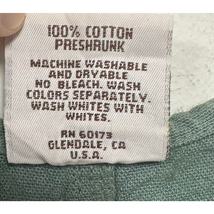 100% COTTON
PRESHRUNK
MACHINE WASHABLE
AND DRYABLE
NO BLEACH. WASH
COLORS SEPARATELY.
WASH WHITES WITH
WHITES.
RN 60173
GLENDALE, CA
U.S.A.